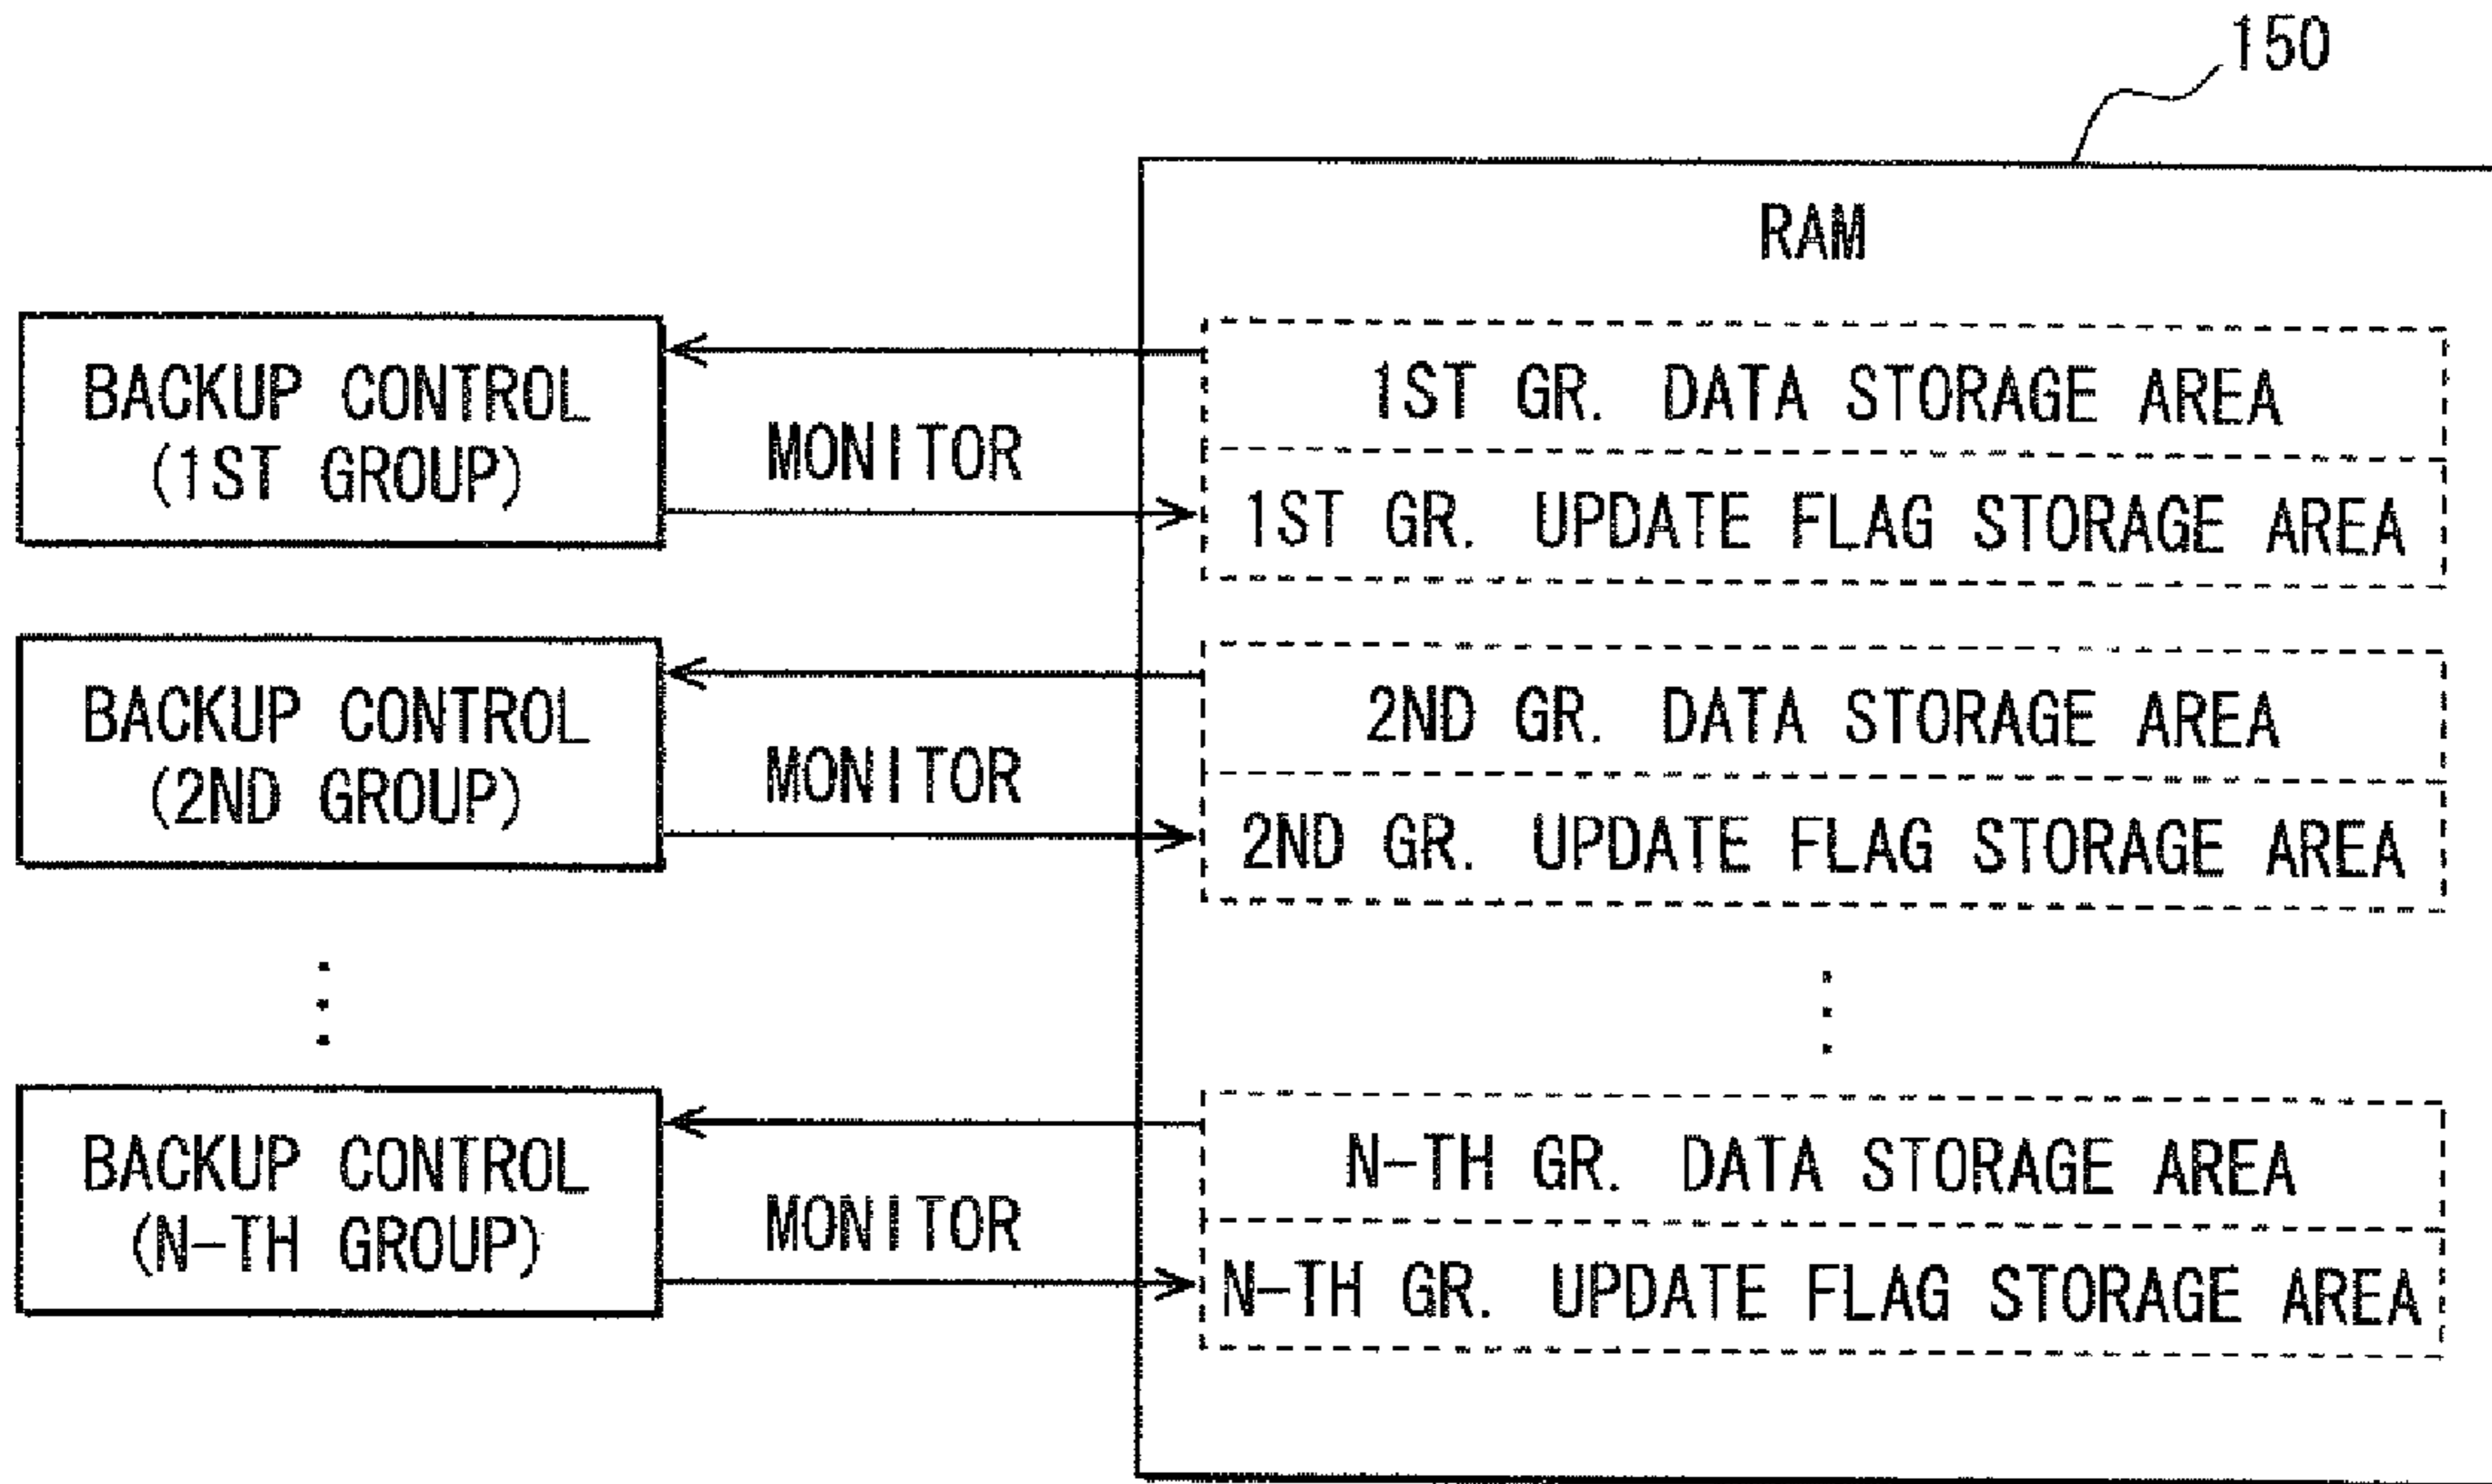 150
RAM
BACKUP CONTROL
(1ST GROUP)
MONITOR
1ST GR. DATA STORAGE AREA
1ST GR. UPDATE FLAG STORAGE AREA
BACKUP CONTROL
(2ND GROUP)
MONITOR
2ND GR. DATA STORAGE AREA
2ND GR. UPDATE FLAG STORAGE AREA
BACKUP CONTROL
(N-TH GROUP)
MONITOR
N-TH GR. DATA STORAGE AREA
N-TH GR. UPDATE FLAG STORAGE AREA